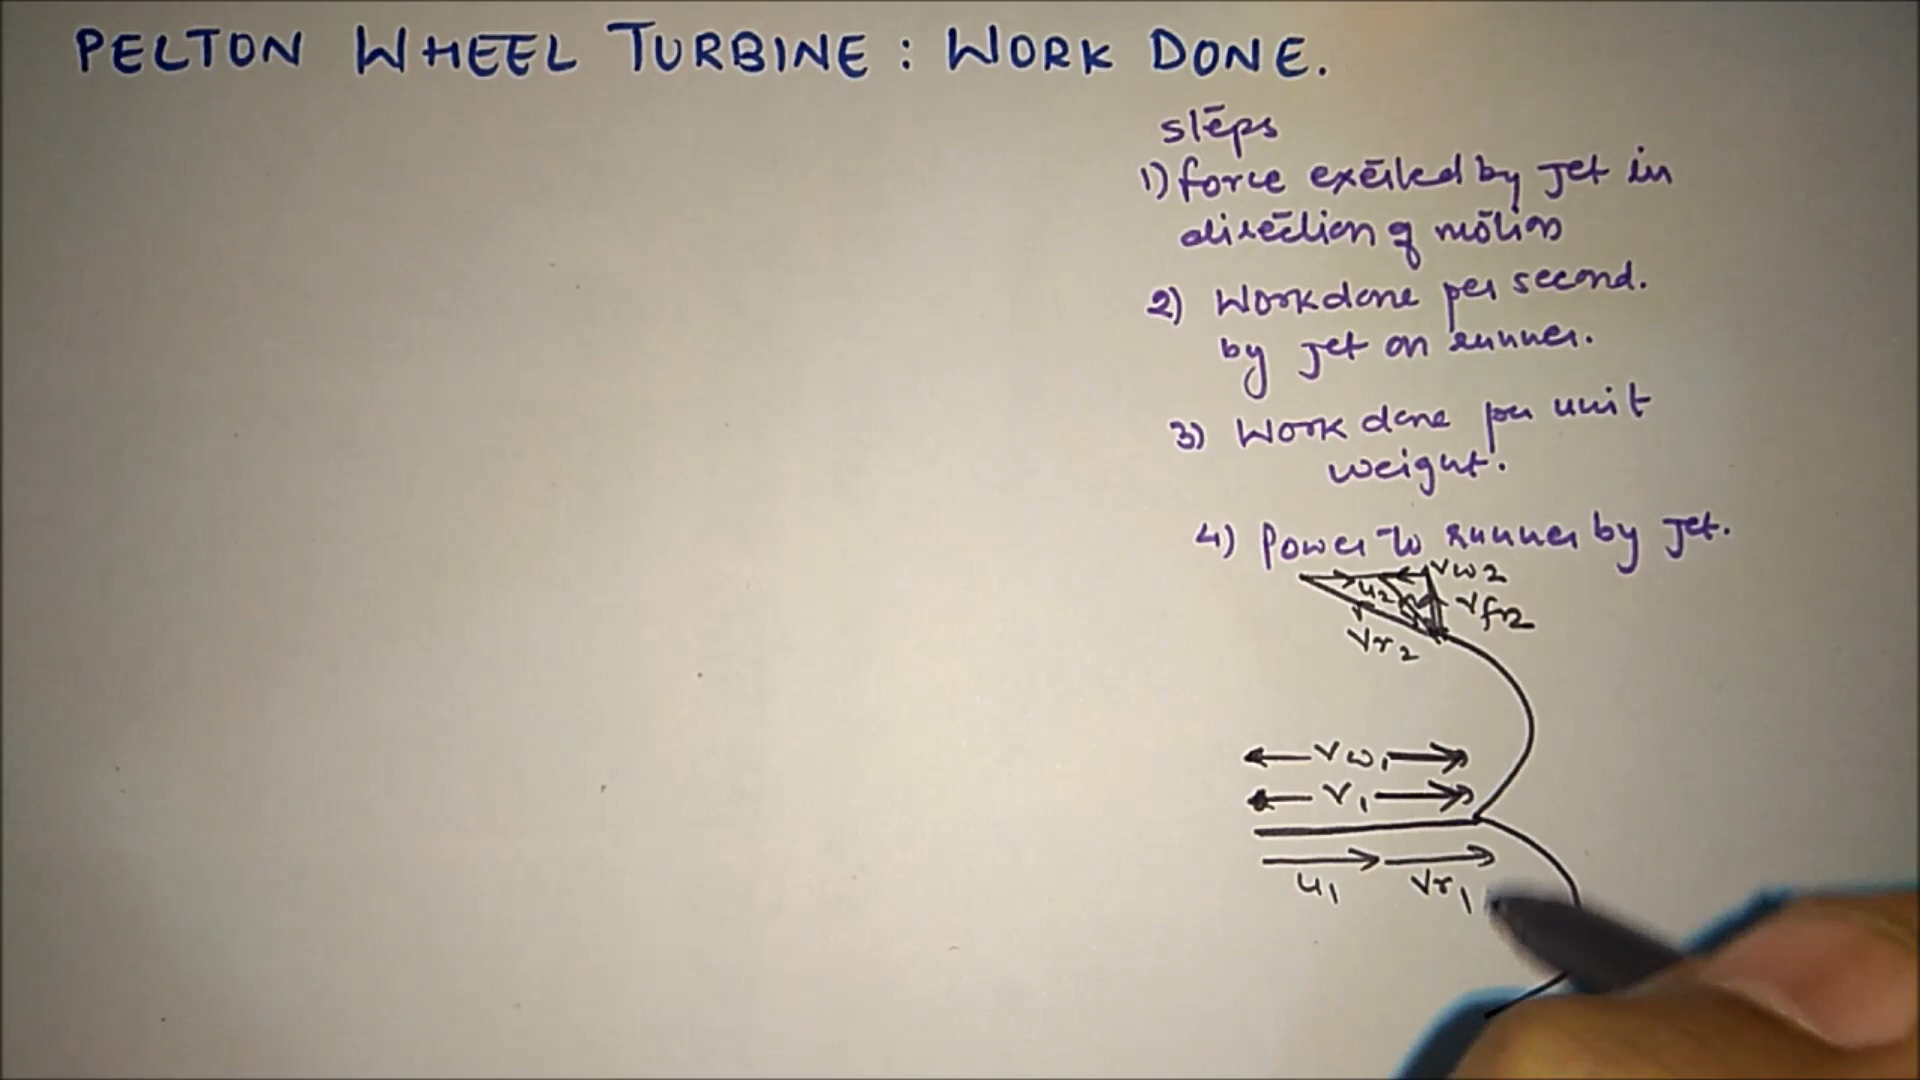 PELTON WHEEL TURBINE : WORK DONE.
steps
1) force exerted by Jet in
direction of motion
2) Workdone per second.
by Jet on runner.
3) Work done per unit
weight.
4) Power to runner by Jet.
Vw2
u2 Vf2
Vr2
Vw1
V1
u1 Vr1